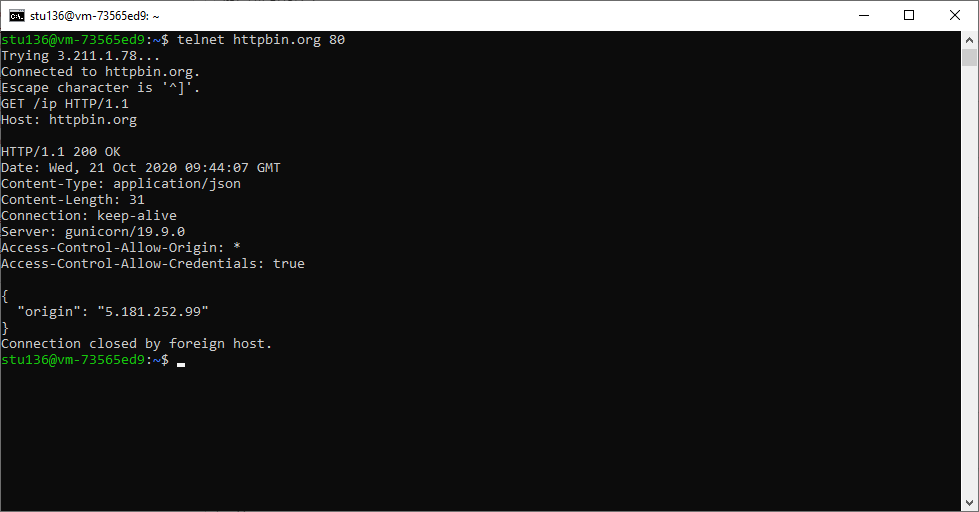 stu136@vm-73565ed9: ~
stu136@vm-73565ed9:~$ telnet httpbin.org 80
Trying 3.211.1.78...
Connected to httpbin.org.
Escape character is '^]'.
GET /ip HTTP/1.1
Host: httpbin.org

HTTP/1.1 200 OK
Date: Wed, 21 Oct 2020 09:44:07 GMT
Content-Type: application/json
Content-Length: 31
Connection: keep-alive
Server: gunicorn/19.9.0
Access-Control-Allow-Origin: *
Access-Control-Allow-Credentials: true

{
  "origin": "5.181.252.99"
}
Connection closed by foreign host.
stu136@vm-73565ed9:~$